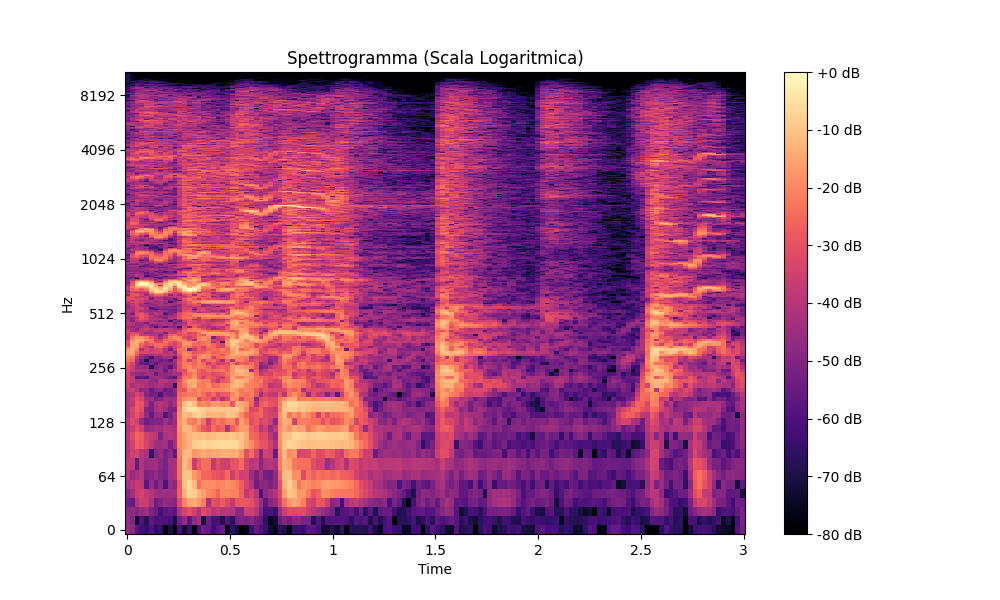 Spettrogramma (Scala Logaritmica)
Hz
8192
4096
2048
1024
512
256
128
64
0
0 0.5 1 1.5 2 2.5 3
Time
+0 dB
-10 dB
-20 dB
-30 dB
-40 dB
-50 dB
-60 dB
-70 dB
-80 dB